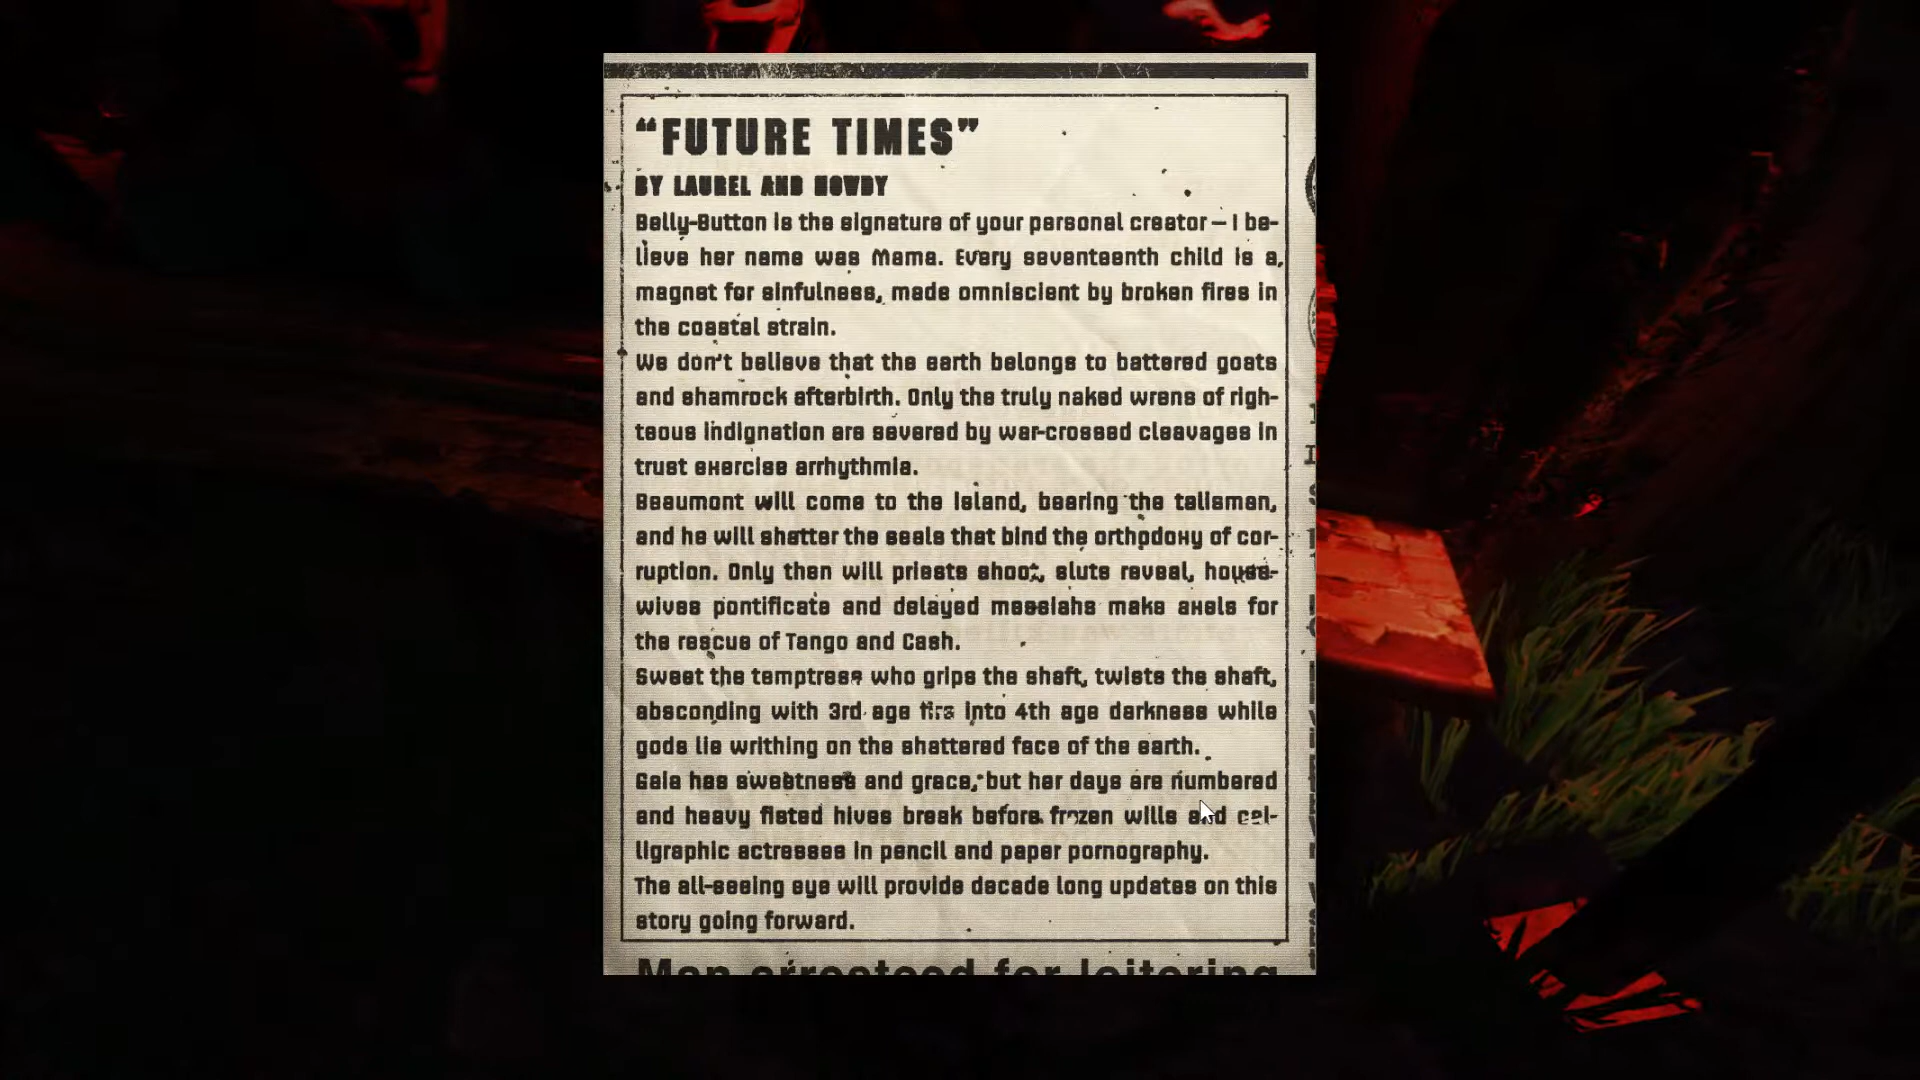 “FUTURE TIMES”
BY LAUREL AND HOWDY
Belly-Button is the signature of your personal creator – I be-
lieve her name was Mama. Every seventeenth child is a
magnet for sinfulness, made omniscient by broken fires in
the coastal strain.
We don't believe that the earth belongs to battered goats
and shamrock afterbirth. Only the truly naked wrens of righ-
teous indignation are severed by war-crossed cleavages in
trust exercise arrhythmia.
Beaumont will come to the island, bearing the talisman,
and he will shatter the seals that bind the orthodoxy of cor-
ruption. Only then will priests shoot, sluts reveal, house-
wives pontificate and delayed messiahs make axels for
the rescue of Tango and Cash.
Sweet the temptress who grips the shaft, twists the shaft,
absconding with 3rd age fire into 4th age darkness while
gods lie writhing on the shattered face of the earth.
Gaia has sweetness and grace, but her days are numbered
and heavy fisted hives break before frozen wills and cal-
ligraphic actresses in pencil and paper pornography.
The all-seeing eye will provide decade long updates on this
story going forward.
Man arresteed for loitering